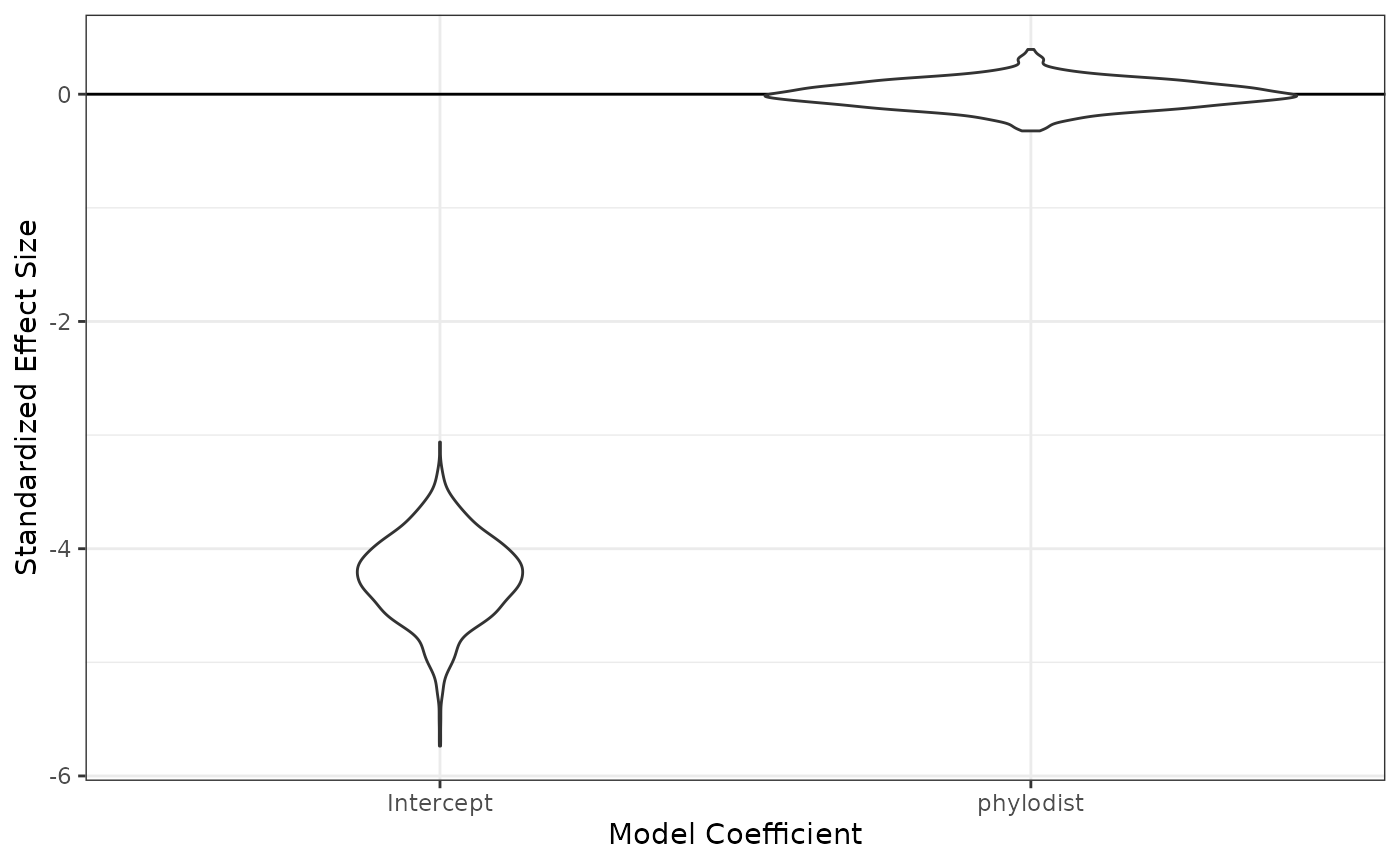 Standardized Effect Size
0
-2
-4
-6
Intercept phylodist
Model Coefficient